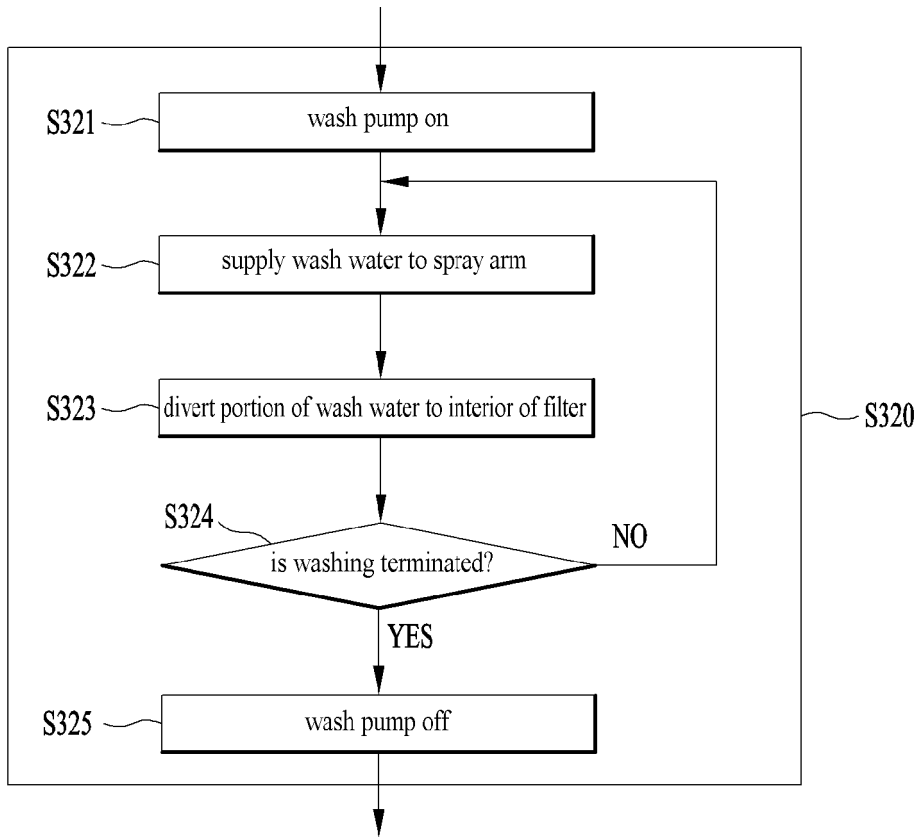 S321
wash pump on
S322
supply wash water to spray arm
S323
divert portion of wash water to interior of filter
S320
S324
is washing terminated?
NO
YES
S325
wash pump off